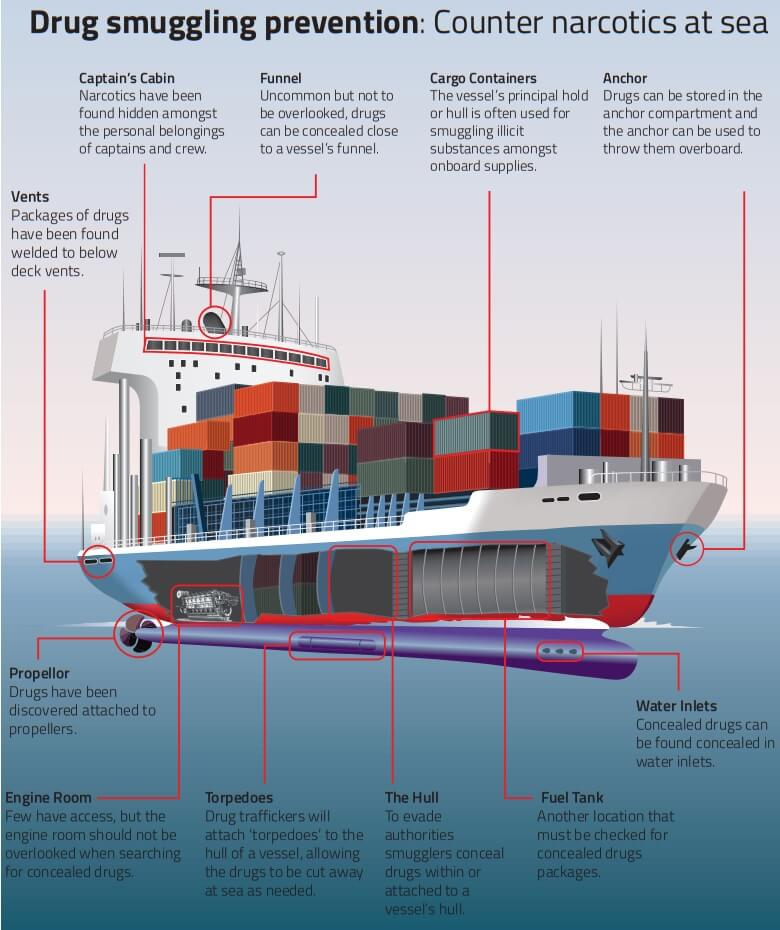 Drug smuggling prevention: Counter narcotics at sea
Captain's Cabin
Narcotics have been
found hidden amongst
the personal belongings
of captains and crew.
Funnel
Uncommon but not to
be overlooked, drugs
can be concealed close
to a vessel's funnel.
Cargo Containers
The vessel's principal hold
or hull is often used for
smuggling illicit
substances amongst
onboard supplies.
Anchor
Drugs can be stored in the
anchor compartment and
the anchor can be used to
throw them overboard.
Vents
Packages of drugs
have been found
welded to below
deck vents.
Propellor
Drugs have been
discovered attached to
propellers.
Water Inlets
Concealed drugs can
be found concealed in
water inlets.
Engine Room
Few have access, but the
engine room should not be
overlooked when searching
for concealed drugs.
Torpedoes
Drug traffickers will
attach 'torpedoes' to the
hull of a vessel, allowing
the drugs to be cut away
at sea as needed.
The Hull
To evade
authorities
smugglers conceal
drugs within or
attached to a
vessel's hull.
Fuel Tank
Another location that
must be checked for
concealed drugs
packages.